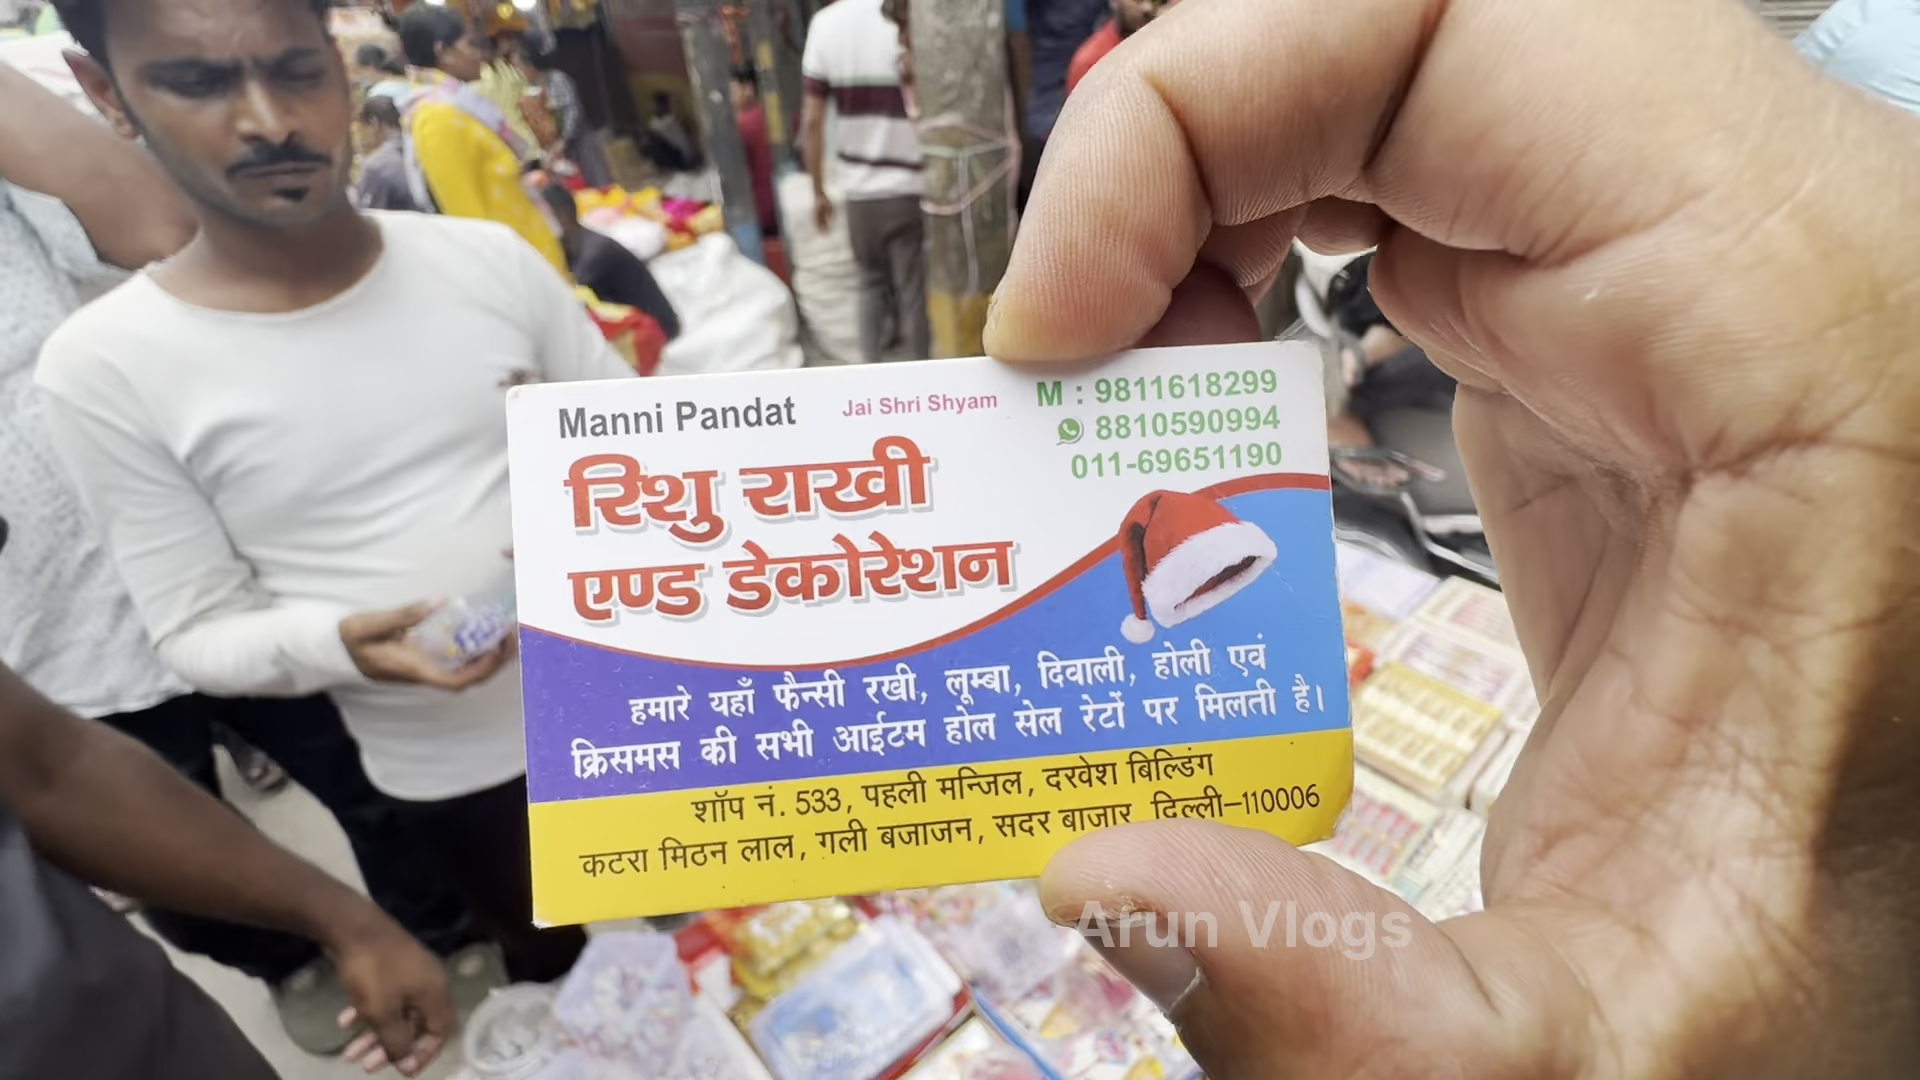 Manni Pandat
Jai Shri Shyam
M : 9811618299
8810590994
011-69651190
रिशु राखी
एण्ड डेकोरेशन
हमारे यहाँ फैन्सी रखी, लूम्बा, दिवाली, होली एवं
क्रिसमस की सभी आईटम होल सेल रेटों पर मिलती है।
शॉप नं. 533, पहली मन्जिल, दरवेश बिल्डिंग
कटरा मिठन लाल, गली बजाजन, सदर बाजार, दिल्ली-110006
Arun Vlogs